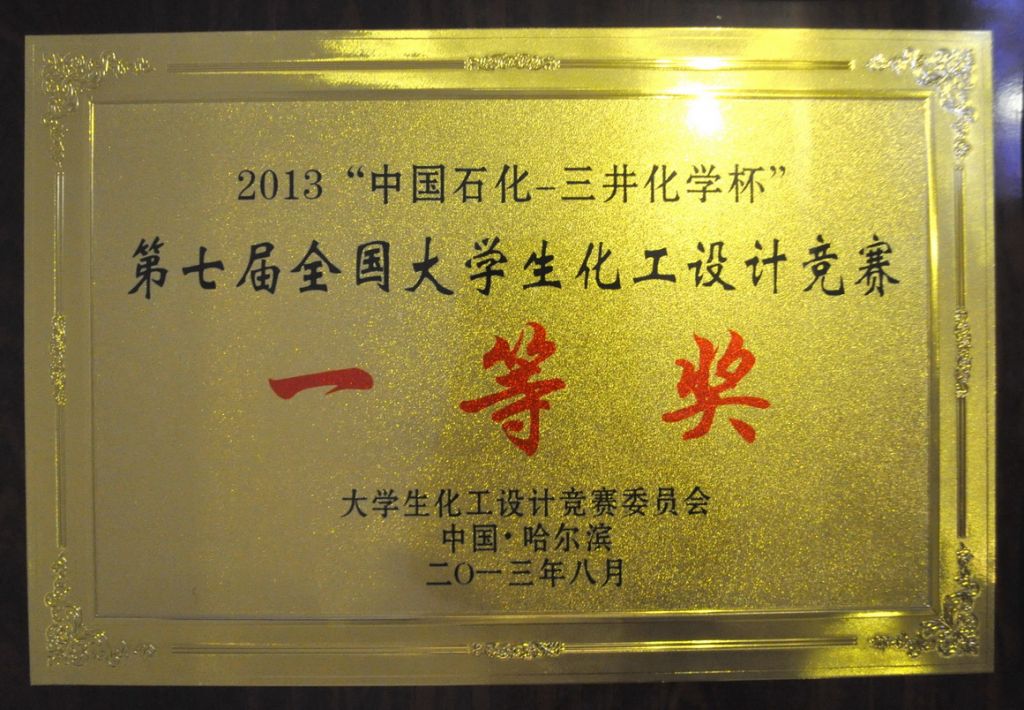 2013“中国石化-三井化学杯”
第七届全国大学生化工设计竞赛
一等奖
大学生化工设计竞赛委员会
中国·哈尔滨
二〇一三年八月